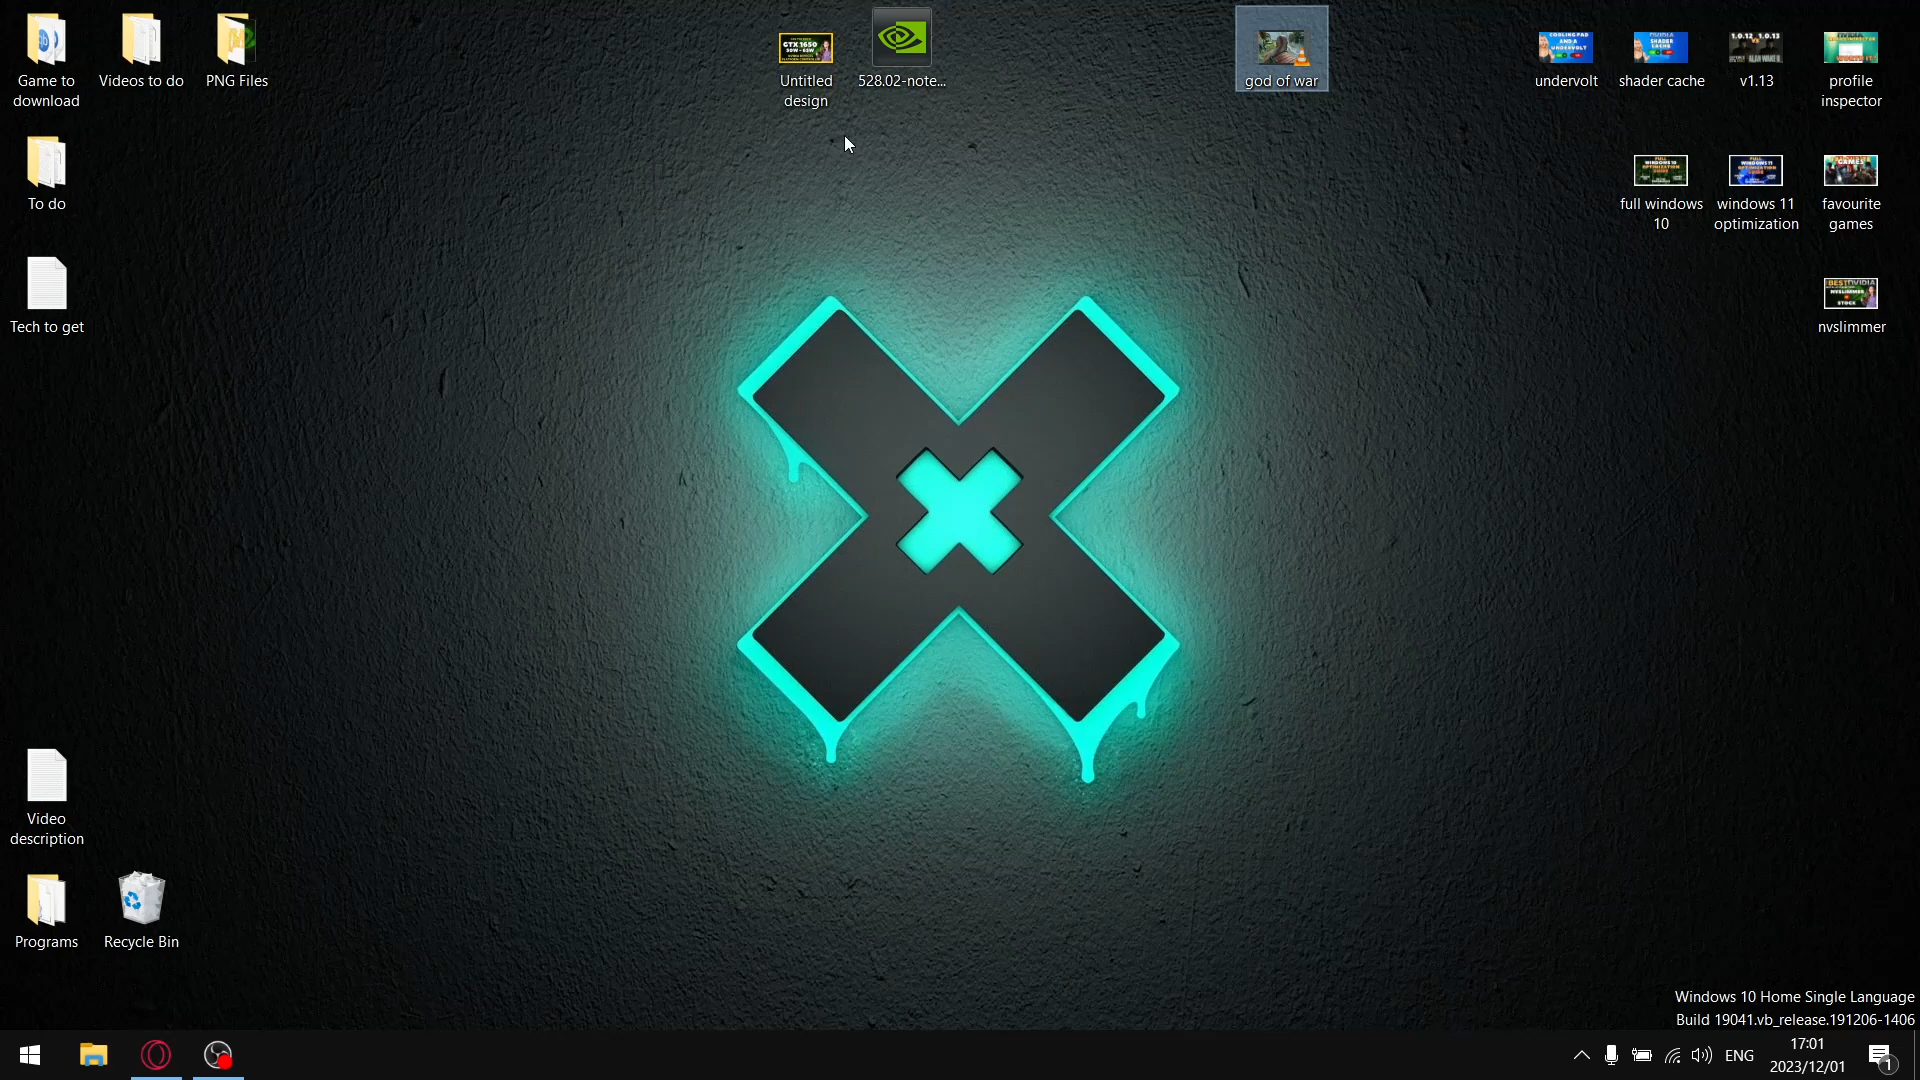 Game to
download
Videos to do
PNG Files
Untitled
design
528.02-note...
god of war
undervolt
shader cache
v1.13
profile
inspector
To do
full windows
10
windows 11
optimization
favourite
games
Tech to get
nvslimmer
Video
description
Programs
Recycle Bin
Windows 10 Home Single Language
Build 19041.vb_release.191206-1406
ENG
17:01
2023/12/01
1